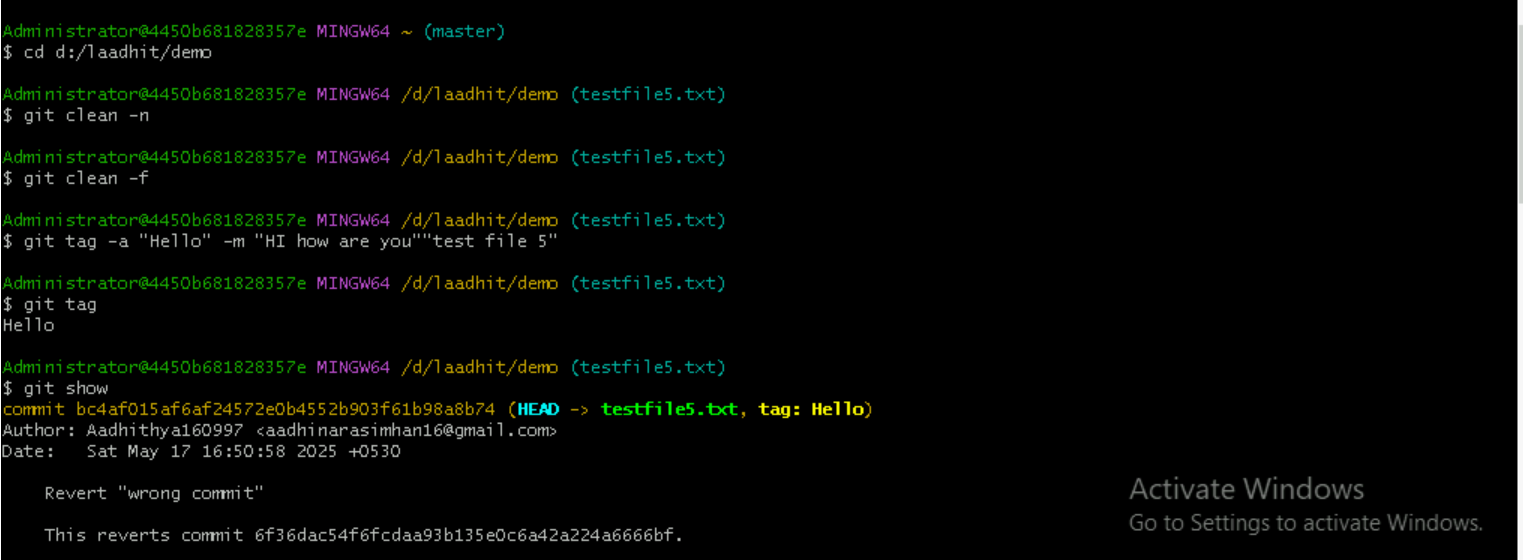 Administrator@4450b681828357e MINGW64 ~ (master)
$ cd d:/laadhit/demo
Administrator@4450b681828357e MINGW64 /d/laadhit/demo (testfile5.txt)
$ git clean -n
Administrator@4450b681828357e MINGW64 /d/laadhit/demo (testfile5.txt)
$ git clean -f
Administrator@4450b681828357e MINGW64 /d/laadhit/demo (testfile5.txt)
$ git tag -a "Hello" -m "HI how are you""test file 5"
Administrator@4450b681828357e MINGW64 /d/laadhit/demo (testfile5.txt)
$ git tag
Hello
Administrator@4450b681828357e MINGW64 /d/laadhit/demo (testfile5.txt)
$ git show
commit bc4af015af6af24572e0b4552b903f61b98a8b74 (HEAD -> testfile5.txt, tag: Hello)
Author: Aadhithya160997 <aadhinarasimhan16@gmail.com>
Date:   Sat May 17 16:50:58 2025 +0530
Revert "wrong commit"
This reverts commit 6f36dac54f6fcdaa93b135e0c6a42a224a6666bf.
Activate Windows
Go to Settings to activate Windows.